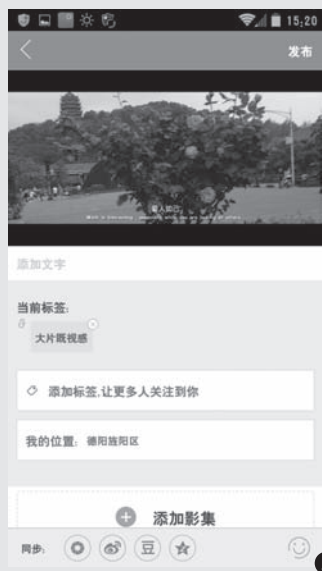 15:20
发布
爱人如己。
添加文字
当前标签:
大片既视感
添加标签,让更多人关注到你
我的位置: 德阳旌阳区
添加影集
同步:
豆